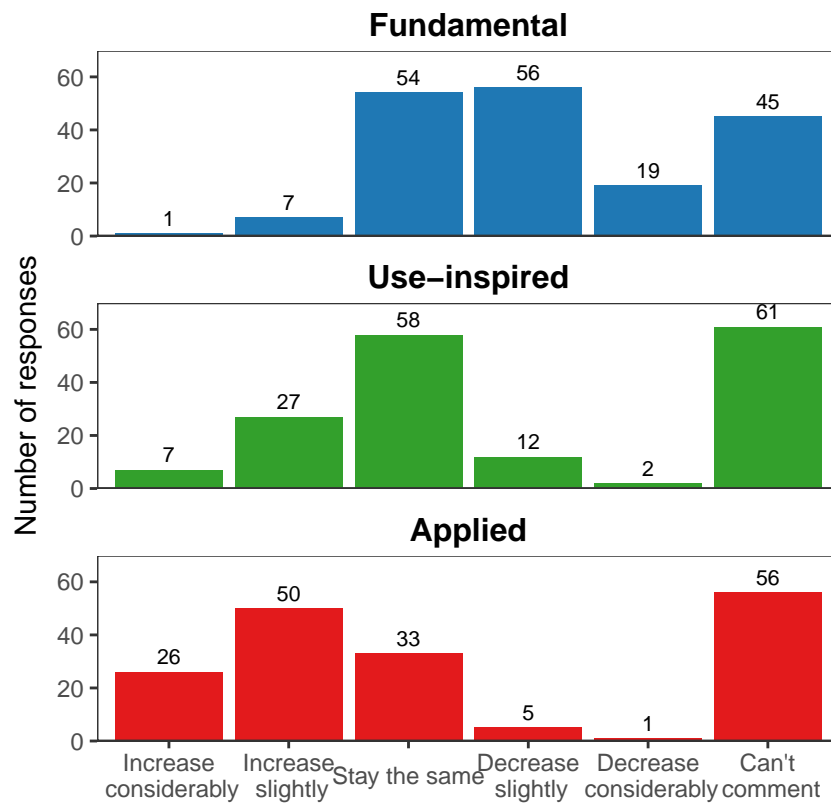 Fundamental
Number of responses
60
40
20
0
1
7
54
56
19
45
Use−inspired
60
40
20
0
7
27
58
12
2
61
Applied
60
40
20
0
26
50
33
5
1
56
Increase
considerably
Increase
slightly
Stay the same
Decrease
slightly
Decrease
considerably
Can't
comment